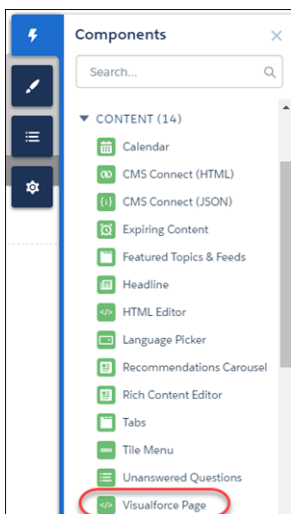 Components
Search...
CONTENT (14)
Calendar
CMS Connect (HTML)
CMS Connect (JSON)
Expiring Content
Featured Topics & Feeds
Headline
HTML Editor
Language Picker
Recommendations Carousel
Rich Content Editor
Tabs
Tile Menu
Unanswered Questions
Visualforce Page